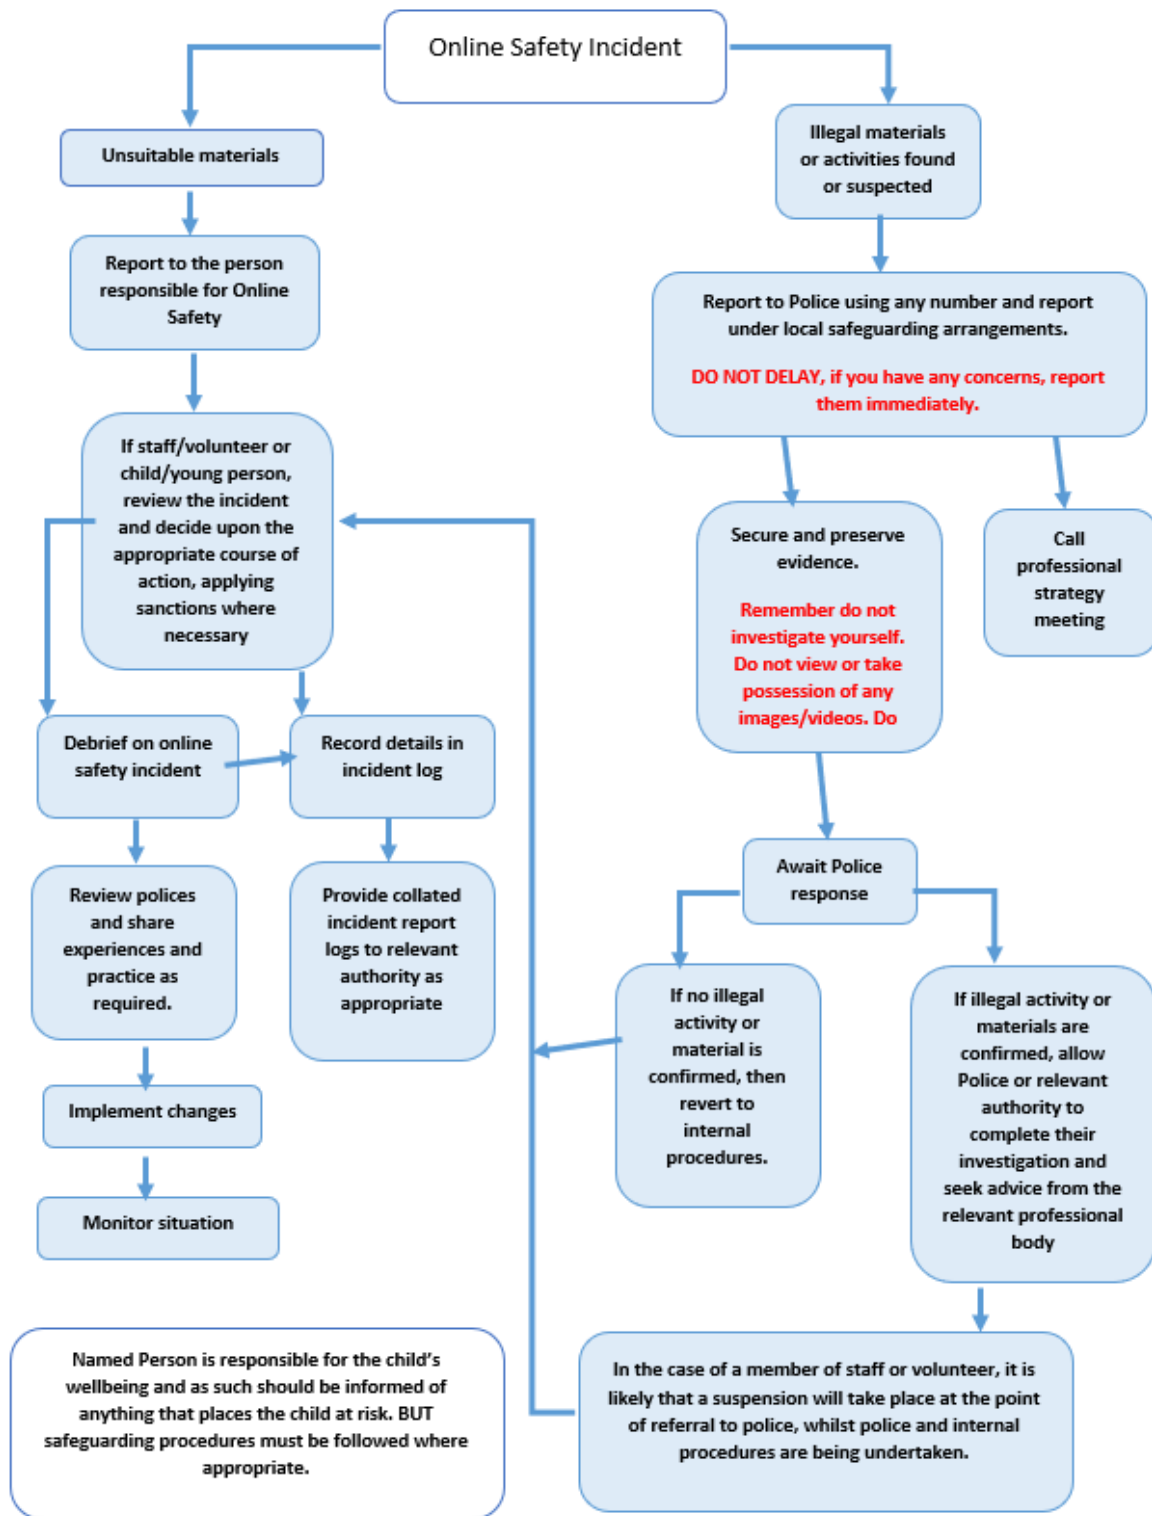 Online Safety Incident
Unsuitable materials
Illegal materials
or activities found
or suspected
Report to the person
responsible for Online
Safety
Report to Police using any number and report
under local safeguarding arrangements.
DO NOT DELAY, if you have any concerns, report
them immediately.
If staff/volunteer or
child/young person,
review the incident
and decide upon the
appropriate course of
action, applying
sanctions where
necessary
Secure and preserve
evidence.
Remember do not
investigate yourself.
Do not view or take
possession of any
images/videos. Do
Call
professional
strategy
meeting
Debrief on online
safety incident
Record details in
incident log
Review polices
and share
experiences and
practice as
required.
Provide collated
incident report
logs to relevant
authority as
appropriate
Await Police
response
If no illegal
activity or
material is
confirmed, then
revert to
internal
procedures.
If illegal activity or
materials are
confirmed, allow
Police or relevant
authority to
complete their
investigation and
seek advice from the
relevant professional
body
Implement changes
Monitor situation
Named Person is responsible for the child's
wellbeing and as such should be informed of
anything that places the child at risk. BUT
safeguarding procedures must be followed where
appropriate.
In the case of a member of staff or volunteer, it is
likely that a suspension will take place at the point
of referral to police, whilst police and internal
procedures are being undertaken.